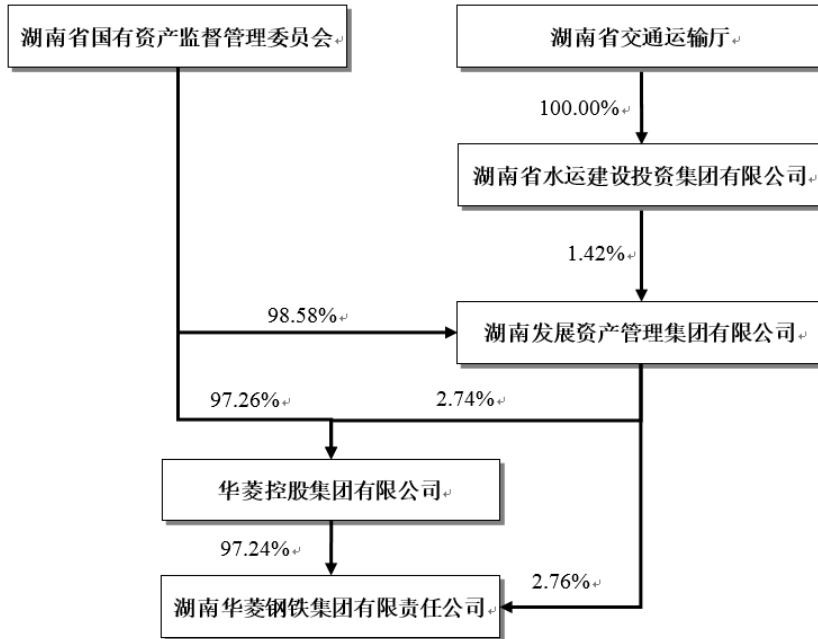 湖南省国有资产监督管理委员会
湖南省交通运输厅
100.00%
湖南省水运建设投资集团有限公司
1.42%
98.58%
湖南发展资产管理集团有限公司
97.26%
2.74%
华菱控股集团有限公司
97.24%
2.76%
湖南华菱钢铁集团有限责任公司